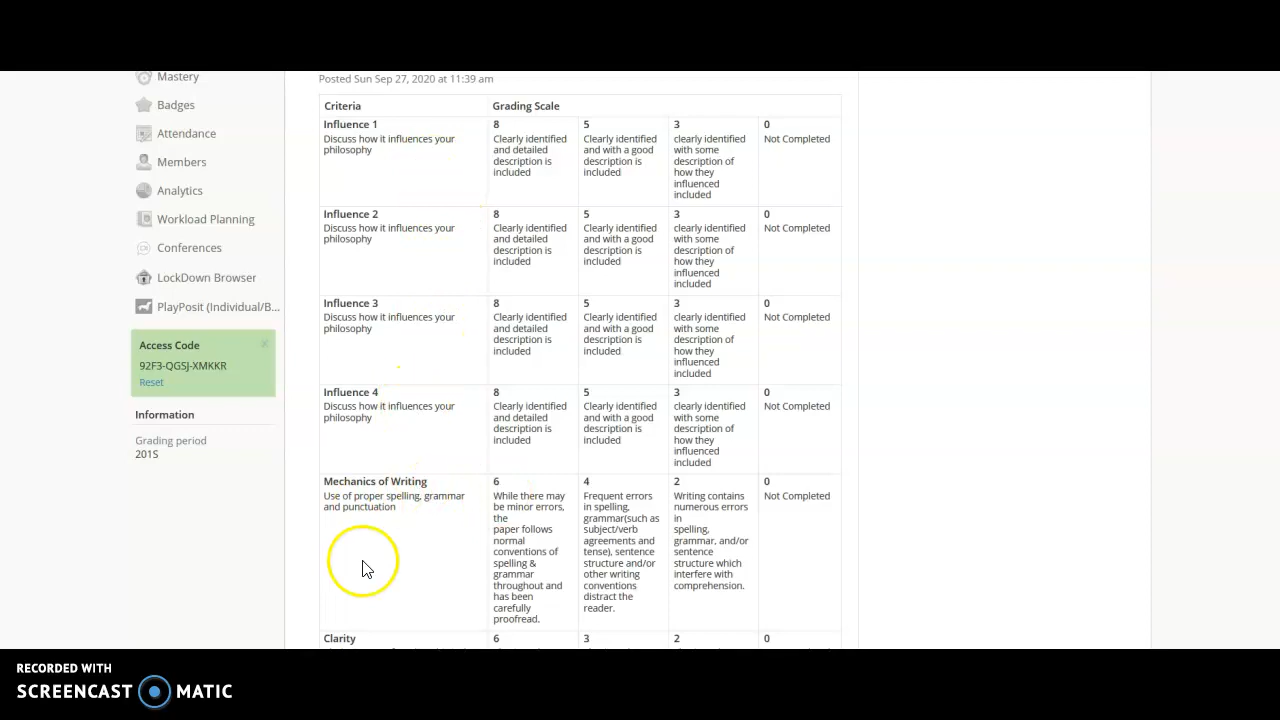 Mastery
Badges
Attendance
Members
Analytics
Workload Planning
Conferences
LockDown Browser
PlayPosit (Individual/B...
Access Code
92F3-QGSJ-XMKKR
Reset
Information
Grading period
201S
Posted Sun Sep 27, 2020 at 11:39 am
Criteria
Grading Scale
Influence 1
Discuss how it influences your
philosophy
8
Clearly identified
and detailed
description is
included
5
Clearly identified
and with a good
description is
included
3
clearly identified
with some
description of
how they
influenced
included
0
Not Completed
Influence 2
Discuss how it influences your
philosophy
8
Clearly identified
and detailed
description is
included
5
Clearly identified
and with a good
description is
included
3
clearly identified
with some
description of
how they
influenced
included
0
Not Completed
Influence 3
Discuss how it influences your
philosophy
8
Clearly identified
and detailed
description is
included
5
Clearly identified
and with a good
description is
included
3
clearly identified
with some
description of
how they
influenced
included
0
Not Completed
Influence 4
Discuss how it influences your
philosophy
8
Clearly identified
and detailed
description is
included
5
Clearly identified
and with a good
description is
included
3
clearly identified
with some
description of
how they
influenced
included
0
Not Completed
Mechanics of Writing
Use of proper spelling, grammar
and punctuation
6
While there may
be minor errors,
the
paper follows
normal
conventions of
spelling &
grammar
throughout and
has been
carefully
proofread.
4
Frequent errors
in spelling,
grammar(such as
subject/verb
agreements and
tense), sentence
structure and/or
other writing
conventions
distract the
reader.
2
Writing contains
numerous errors
in
spelling,
grammar, and/or
sentence
structure which
interfere with
comprehension.
0
Not Completed
Clarity
6
3
2
0
RECORDED WITH
SCREENCAST MATIC